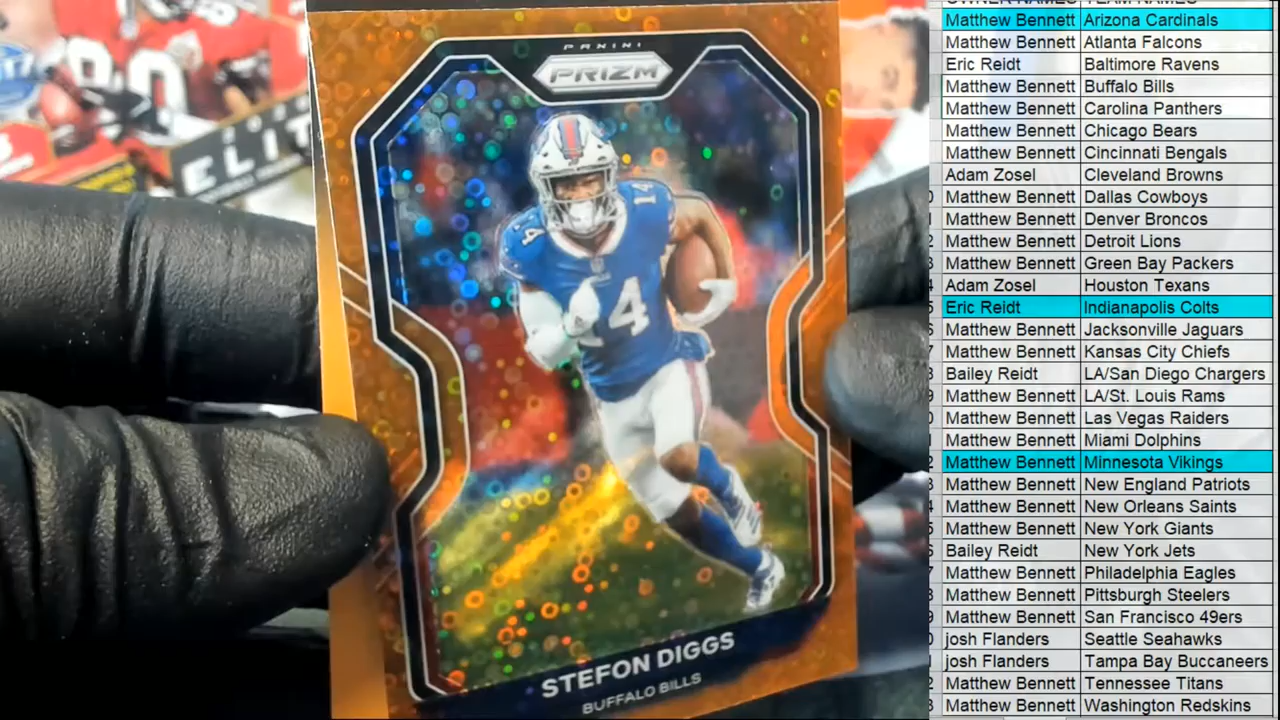 PANINI
PRIZM
14
14
14
STEFON DIGGS
BUFFALO BILLS
ELIT
OWNER NAMES TEAM NAMES
Matthew Bennett Arizona Cardinals
Matthew Bennett Atlanta Falcons
Eric Reidt Baltimore Ravens
Matthew Bennett Buffalo Bills
Matthew Bennett Carolina Panthers
Matthew Bennett Chicago Bears
Matthew Bennett Cincinnati Bengals
Adam Zosel Cleveland Browns
Matthew Bennett Dallas Cowboys
Matthew Bennett Denver Broncos
Matthew Bennett Detroit Lions
Matthew Bennett Green Bay Packers
Adam Zosel Houston Texans
Eric Reidt Indianapolis Colts
Matthew Bennett Jacksonville Jaguars
Matthew Bennett Kansas City Chiefs
Bailey Reidt LA/San Diego Chargers
Matthew Bennett LA/St. Louis Rams
Matthew Bennett Las Vegas Raiders
Matthew Bennett Miami Dolphins
Matthew Bennett Minnesota Vikings
Matthew Bennett New England Patriots
Matthew Bennett New Orleans Saints
Matthew Bennett New York Giants
Bailey Reidt New York Jets
Matthew Bennett Philadelphia Eagles
Matthew Bennett Pittsburgh Steelers
Matthew Bennett San Francisco 49ers
josh Flanders Seattle Seahawks
josh Flanders Tampa Bay Buccaneers
Matthew Bennett Tennessee Titans
Matthew Bennett Washington Redskins